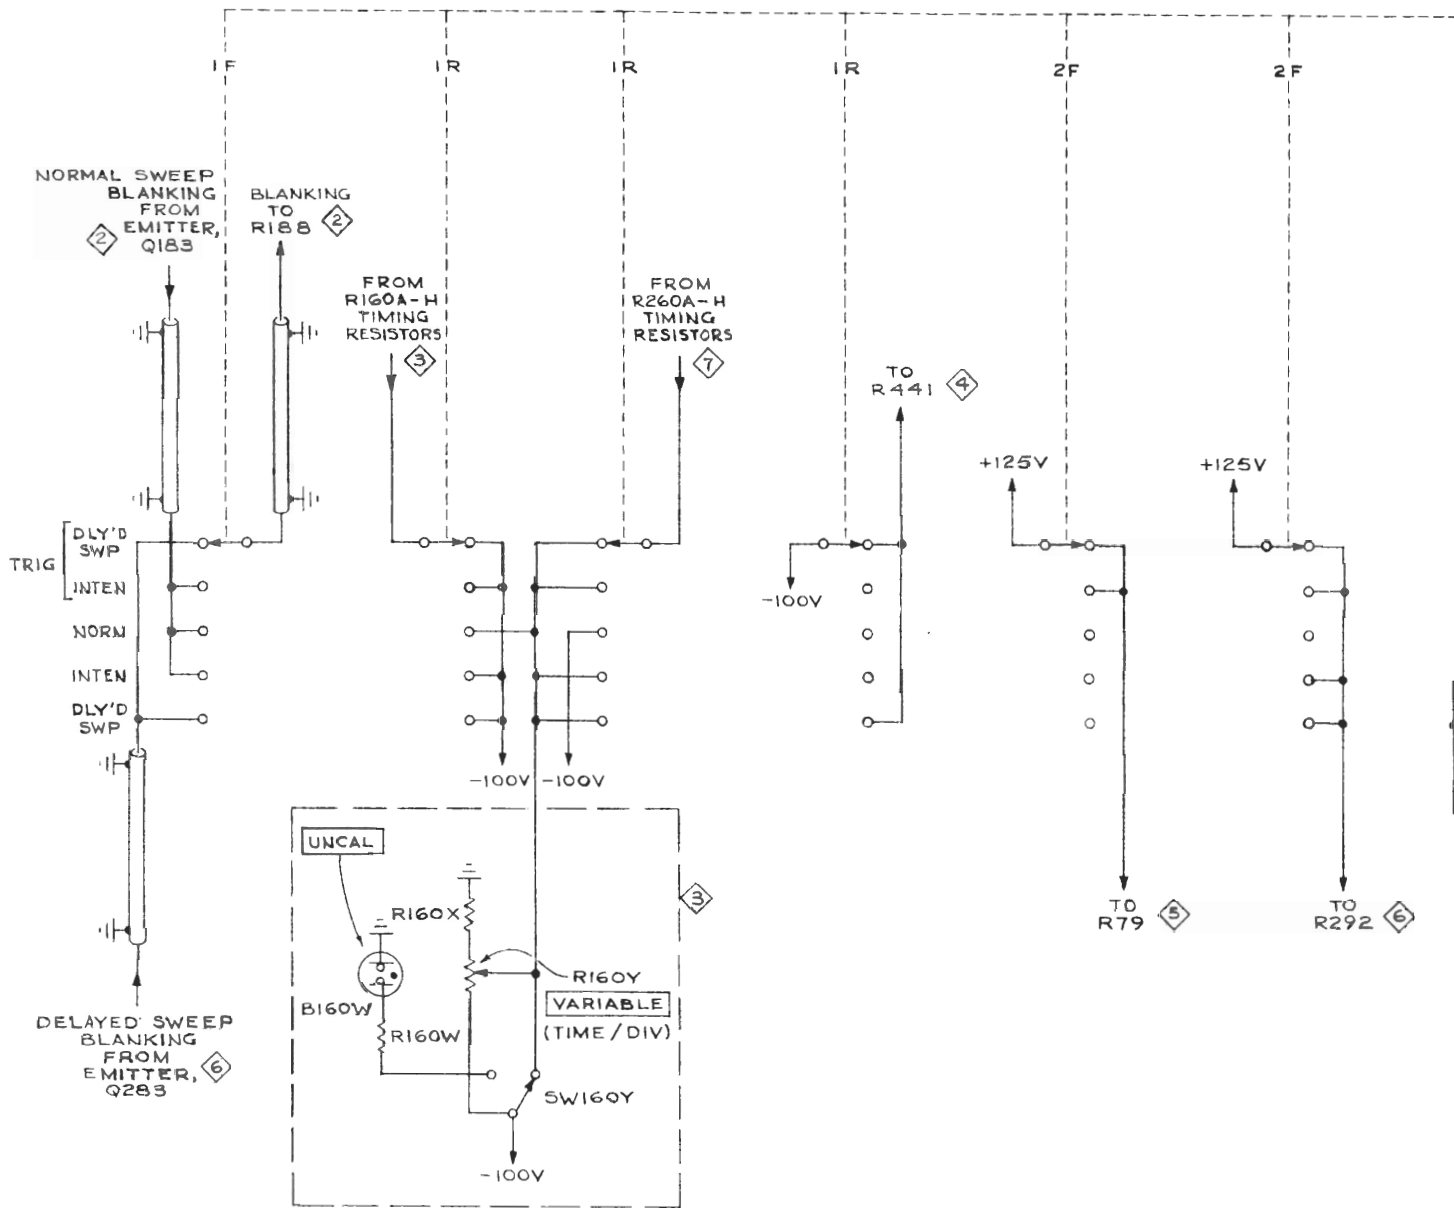 1F
1R
1R
1R
2F
2F
NORMAL SWEEP
BLANKING
FROM
EMITTER,
Q183
2
BLANKING
TO
R188
2
FROM
R160A-H
TIMING
RESISTORS
3
FROM
R260A-H
TIMING
RESISTORS
7
TO
R441
4
+125V
+125V
TRIG
DLY'D
SWP
INTEN
NORM
INTEN
DLY'D
SWP
-100V
-100V
-100V
UNCAL
R160X
3
B160W
R160W
R160Y
VARIABLE
(TIME/DIV)
SW160Y
-100V
TO
R79
5
TO
R292
6
DELAYED SWEEP
BLANKING
FROM
EMITTER,
Q283
6